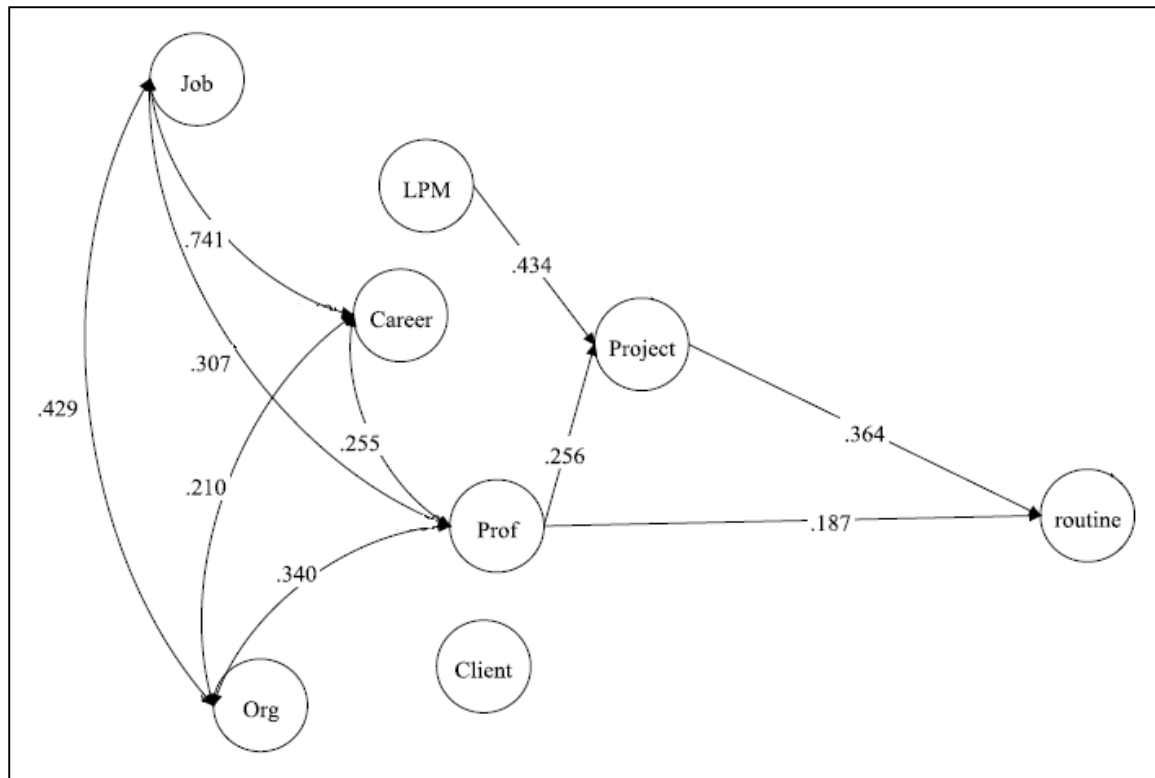 Job
LPM
.741
.434
Career
Project
.307
.429
.255
.364
.256
.210
Prof
.187
routine
.340
Client
Org